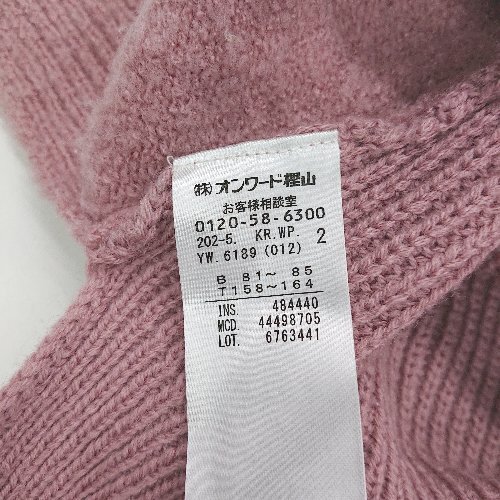 ㈱オンワード樫山
お客様相談室
0120-58-6300
202-5. KR.WP. 2
YW.6189 (012)
B 81～ 85
T158～164
INS. 484440
MCD. 44498705
LOT. 6763441